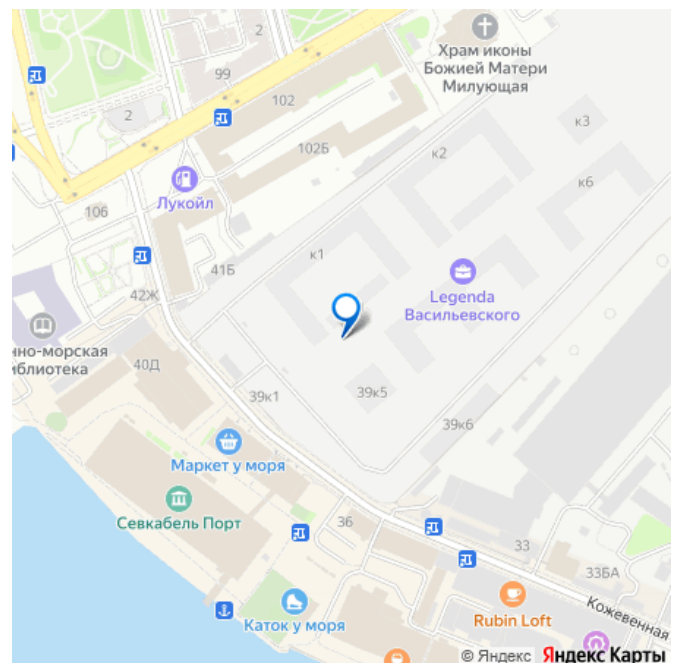 2
Храм иконы
Божией Матери
Милующая
99
102
2
к3
102Б
к2
Лукойл
к6
106
к1
41Б
Legenda
Васильевского
42Ж
нно-морская
блиотека
40Д
39к1
39к5
39к6
Маркет у моря
Севкабель Порт
36
33
33БА
Кожевенная
Rubin Loft
Каток у моря
© Яндекс Яндекс Карты